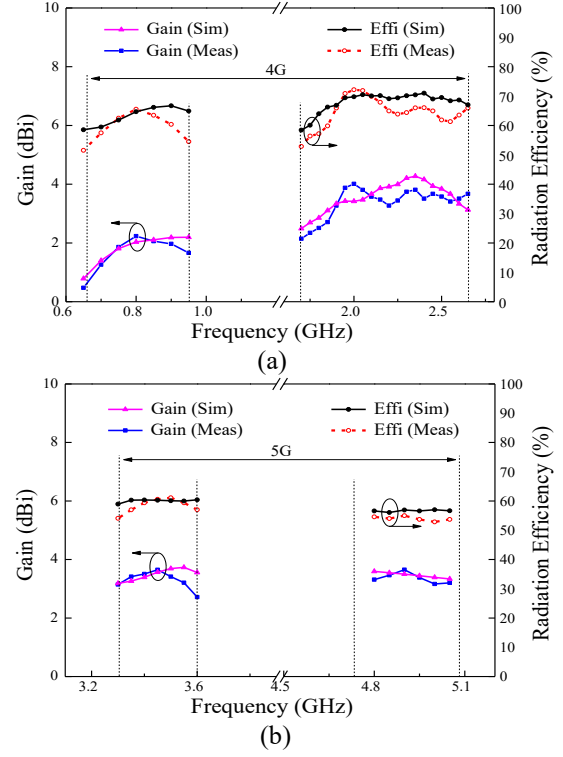 10 100
Gain (Sim) Effi (Sim)
Gain (Meas) Effi (Meas)
4G
8 90
80
6 70
60
4 50
40
2 30
20
0 10
0
Gain (dBi)
Radiation Efficiency (%)
0.6 0.8 1.0 2.0 2.5
Frequency (GHz)
(a)
10 100
Gain (Sim) Effi (Sim)
Gain (Meas) Effi (Meas)
5G
8 90
80
6 70
60
4 50
40
2 30
20
0 10
0
Gain (dBi)
Radiation Efficiency (%)
3.2 3.6 4.5 4.8 5.1
Frequency (GHz)
(b)